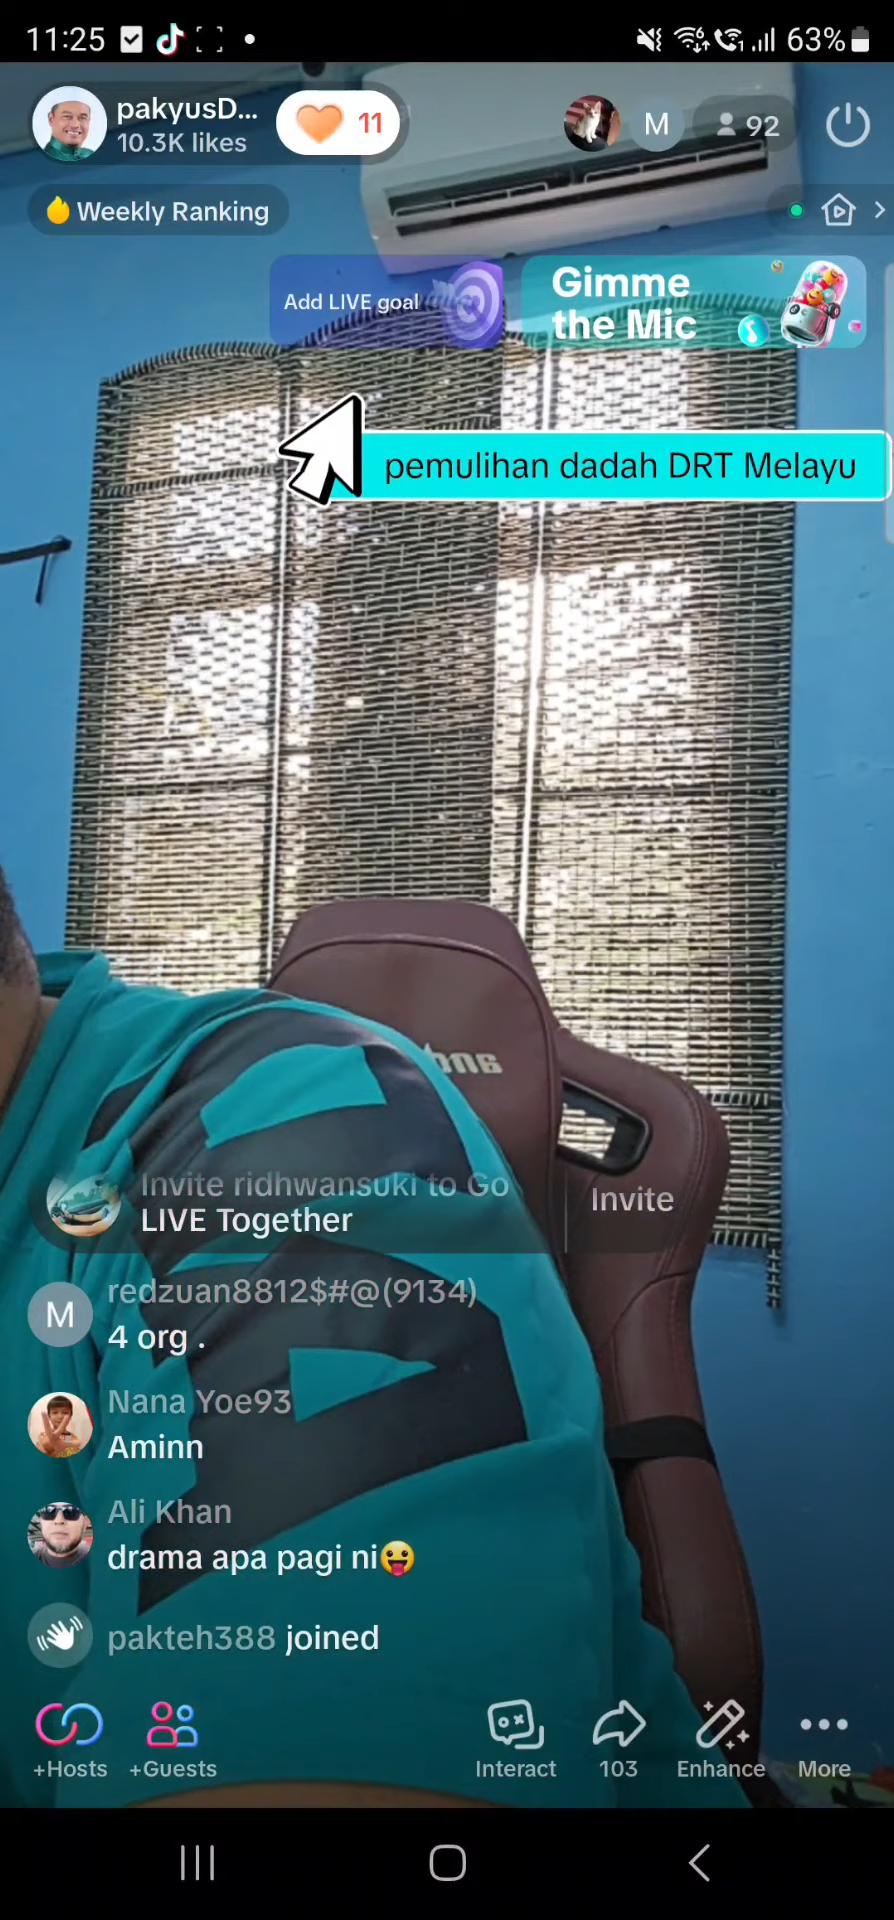 11:25
63%
pakyusD...
10.3K likes
11
M
92
Weekly Ranking
Add LIVE goal
Gimme
the Mic
pemulihan dadah DRT Melayu
Invite ridhwansuki to Go
LIVE Together
Invite
M
redzuan8812$#@(9134)
4 org .
Nana Yoe93
Aminn
Ali Khan
drama apa pagi ni😛
pakteh388 joined
+Hosts
+Guests
Interact
103
Enhance
More